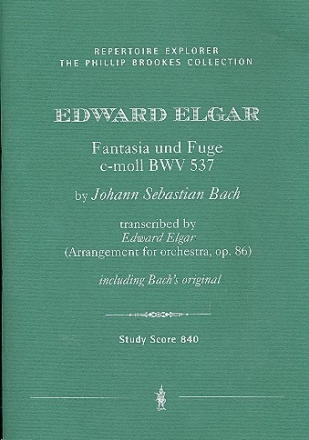 REPERTOIRE EXPLORER
THE PHILLIP BROOKES COLLECTION
EDWARD ELGAR
Fantasia und Fuge
c-moll BWV 537
by Johann Sebastian Bach
transcribed by
Edward Elgar
(Arrangement for orchestra, op. 86)
including Bach's original
Study Score 840